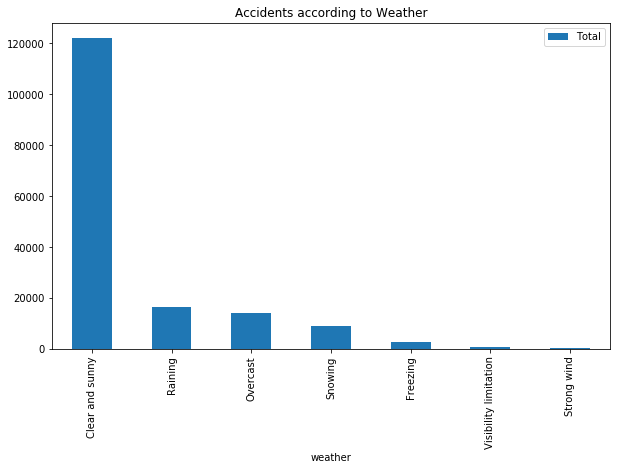 Accidents according to Weather
Total
120000
100000
80000
60000
40000
20000
0
Clear and sunny
Raining
Overcast
Snowing
Freezing
Visibility limitation
Strong wind
weather